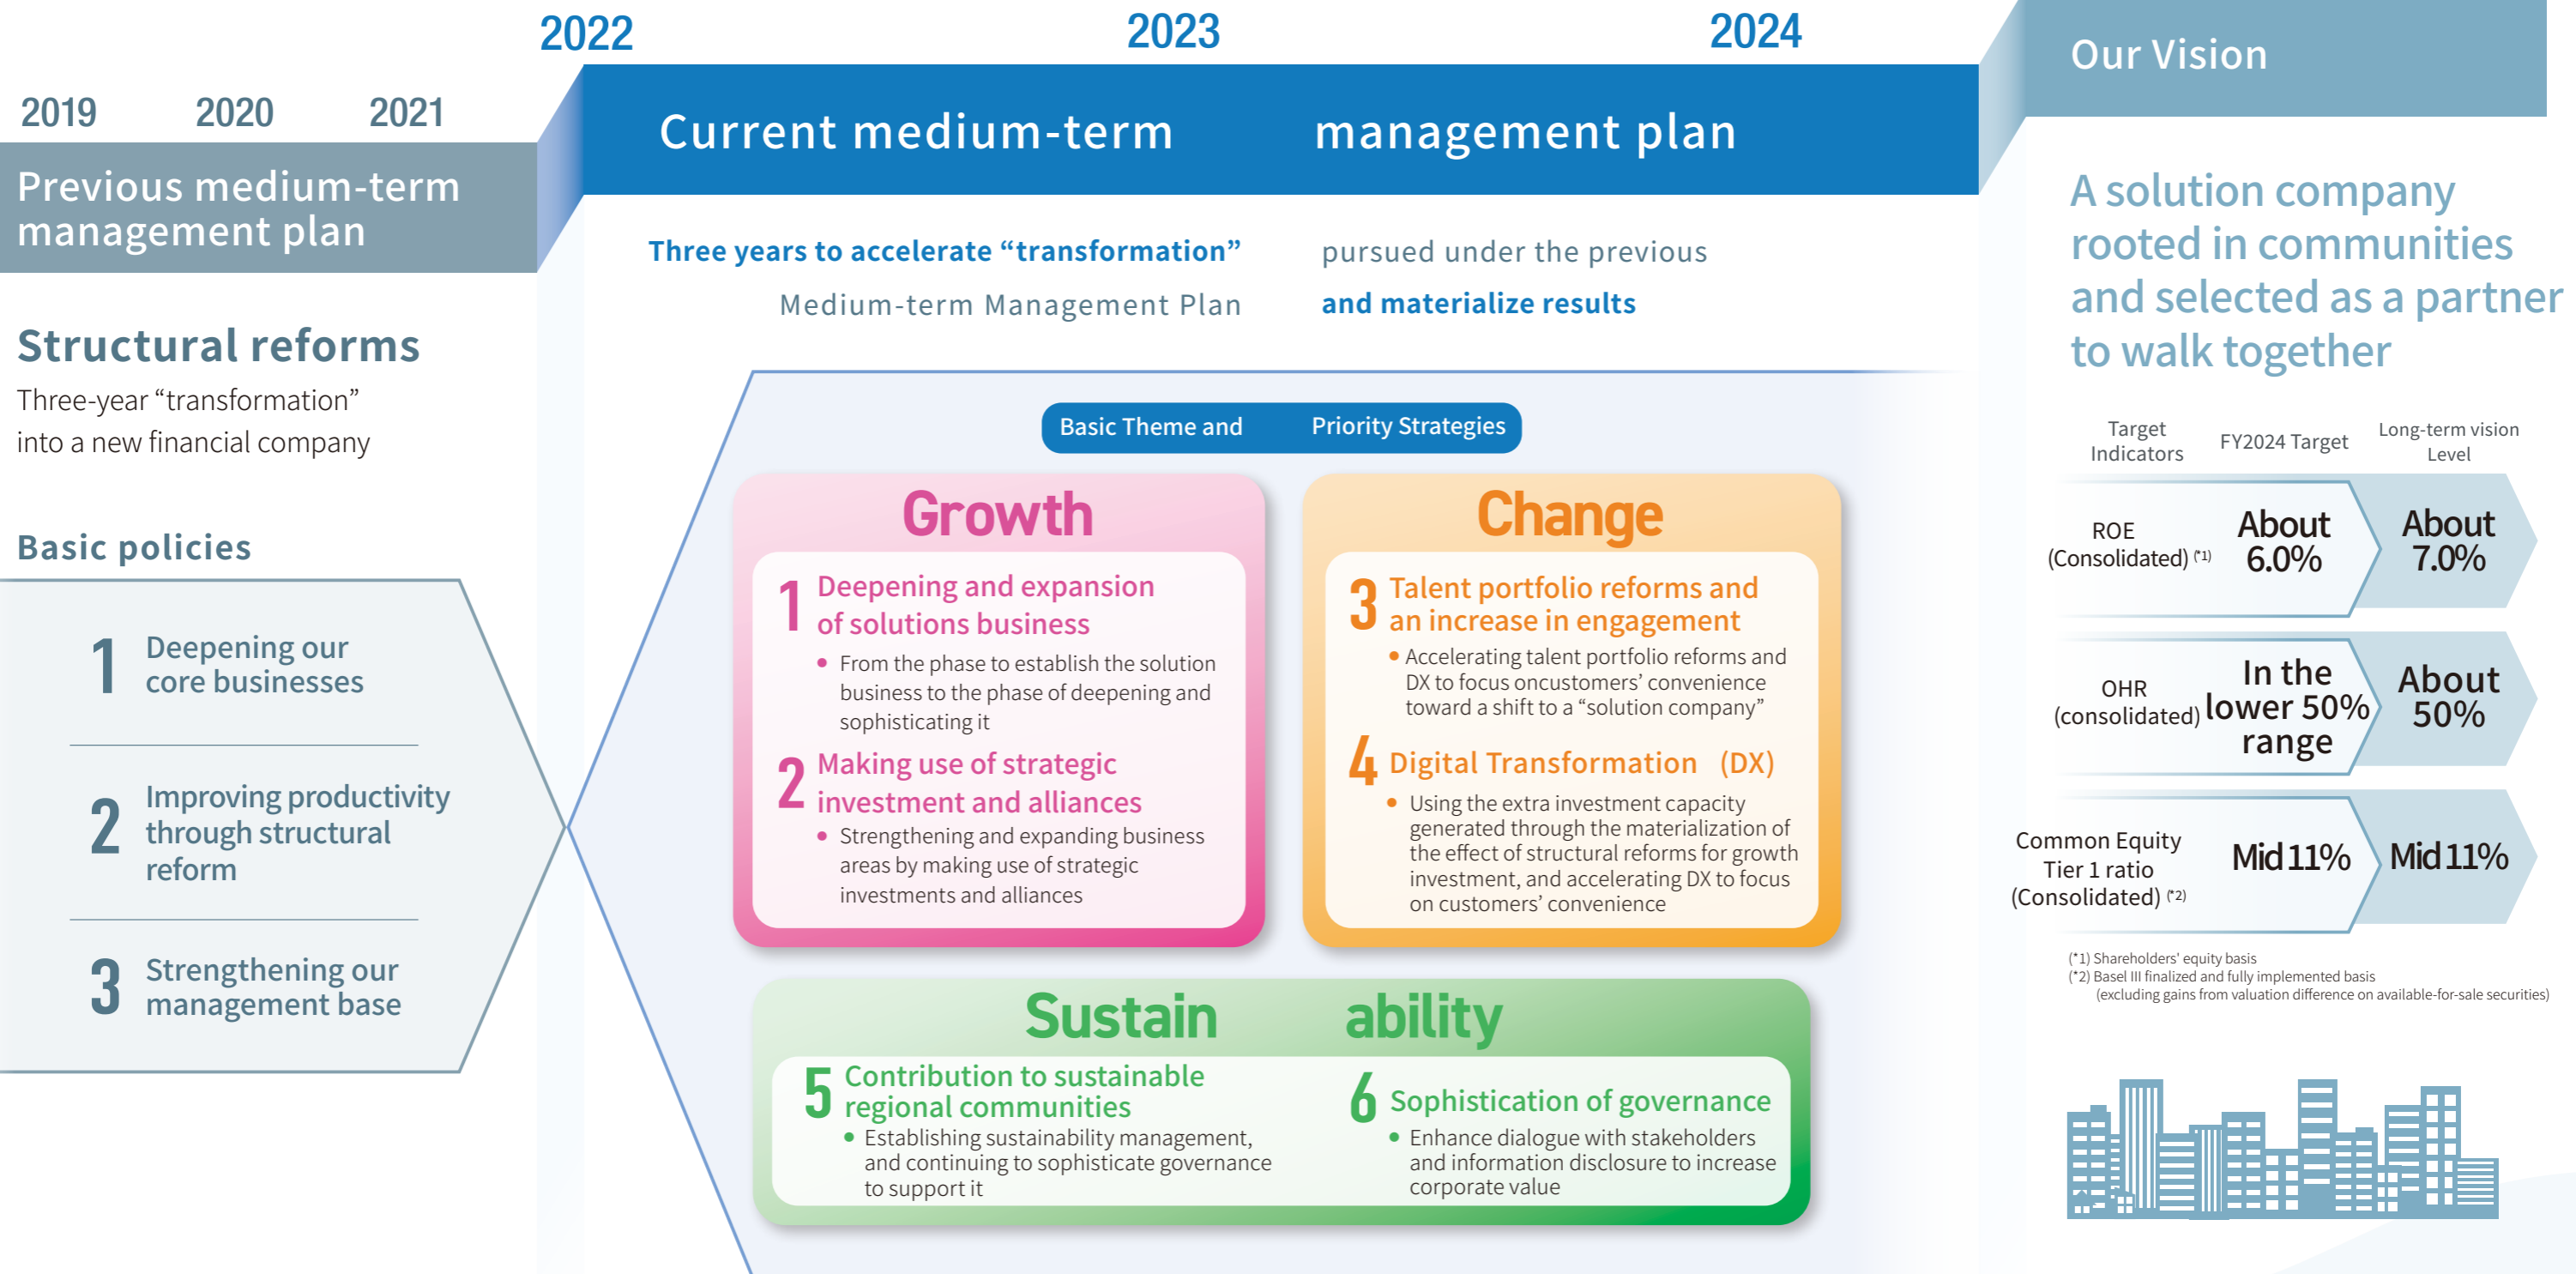 2019 2020 2021
Previous medium-term
management plan
Structural reforms
Three-year “transformation”
into a new financial company
Basic policies
1 Deepening our
core businesses
2 Improving productivity
through structural
reform
3 Strengthening our
management base
2022 2023 2024
Current medium-term management plan
Three years to accelerate “transformation” pursued under the previous
Medium-term Management Plan and materialize results
Basic Theme and Priority Strategies
Growth
1 Deepening and expansion
of solutions business
• From the phase to establish the solution
business to the phase of deepening and
sophisticating it
2 Making use of strategic
investment and alliances
• Strengthening and expanding business
areas by making use of strategic
investments and alliances
Change
3 Talent portfolio reforms and
an increase in engagement
• Accelerating talent portfolio reforms and
DX to focus oncustomers’ convenience
toward a shift to a “solution company”
4 Digital Transformation (DX)
• Using the extra investment capacity
generated through the materialization of
the effect of structural reforms for growth
investment, and accelerating DX to focus
on customers’ convenience
Sustain ability
5 Contribution to sustainable
regional communities
• Establishing sustainability management,
and continuing to sophisticate governance
to support it
6 Sophistication of governance
• Enhance dialogue with stakeholders
and information disclosure to increase
corporate value
Our Vision
A solution company
rooted in communities
and selected as a partner
to walk together
Target
Indicators
FY2024 Target
Long-term vision
Level
ROE
(Consolidated) (*1)
About
6.0%
About
7.0%
OHR
(consolidated)
In the
lower 50%
range
About
50%
Common Equity
Tier 1 ratio
(Consolidated) (*2)
Mid 11%
Mid 11%
(*1) Shareholders’ equity basis
(*2) Basel III finalized and fully implemented basis
(excluding gains from valuation difference on available-for-sale securities)